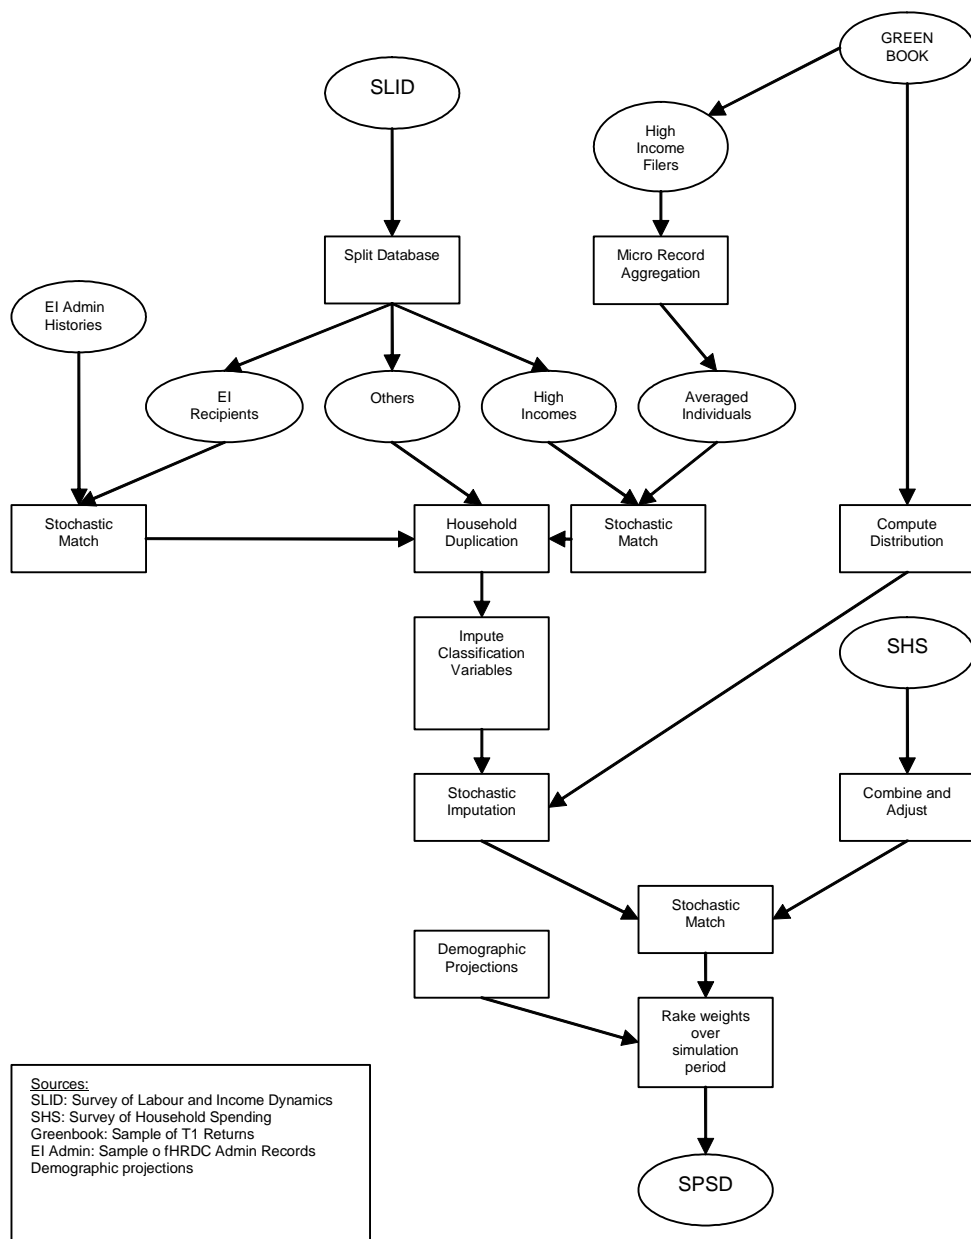 GREEN
BOOK
SLID
High
Income
Filers
Split Database
Micro Record
Aggregation
EI Admin
Histories
EI
Recipients
Others
High
Incomes
Averaged
Individuals
Stochastic
Match
Household
Duplication
Stochastic
Match
Compute
Distribution
Impute
Classification
Variables
SHS
Stochastic
Imputation
Combine and
Adjust
Stochastic
Match
Demographic
Projections
Rake weights
over
simulation
period
Sources:
SLID: Survey of Labour and Income Dynamics
SHS: Survey of Household Spending
Greenbook: Sample of T1 Returns
EI Admin: Sample o fHRDC Admin Records
Demographic projections
SPSD